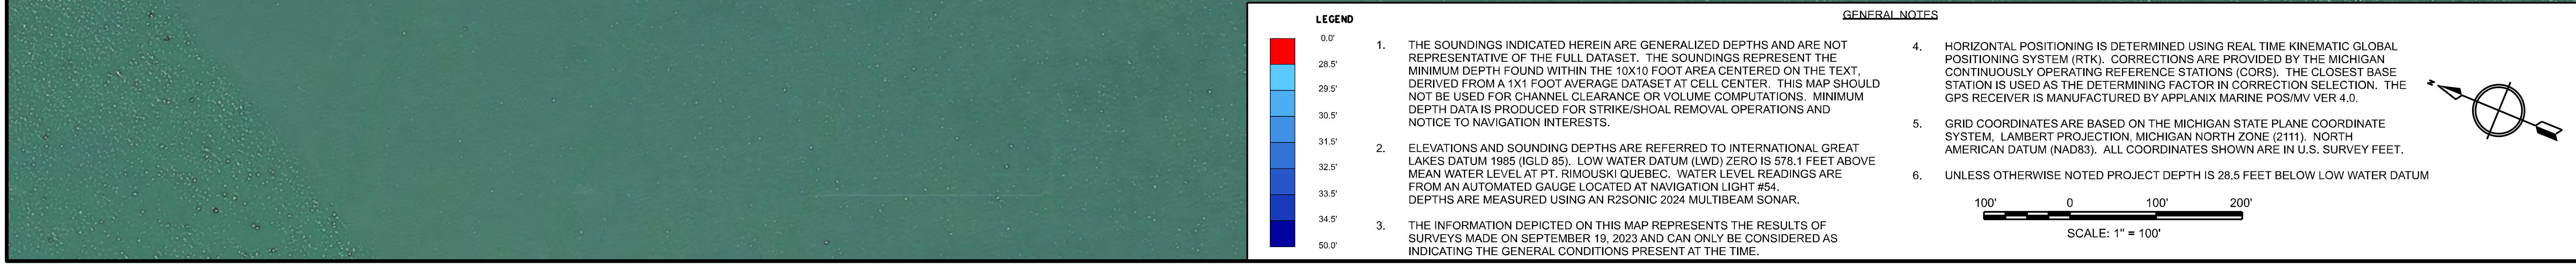 LEGEND
0.0'
28.5'
29.5'
30.5'
31.5'
32.5'
33.5'
34.5'
50.0'
GENERAL NOTES
1. THE SOUNDINGS INDICATED HEREIN ARE GENERALIZED DEPTHS AND ARE NOT
REPRESENTATIVE OF THE FULL DATASET. THE SOUNDINGS REPRESENT THE
MINIMUM DEPTH FOUND WITHIN THE 10X10 FOOT AREA CENTERED ON THE TEXT,
DERIVED FROM A 1X1 FOOT AVERAGE DATASET AT CELL CENTER. THIS MAP SHOULD
NOT BE USED FOR CHANNEL CLEARANCE OR VOLUME COMPUTATIONS. MINIMUM
DEPTH DATA IS PRODUCED FOR STRIKE/SHOAL REMOVAL OPERATIONS AND
NOTICE TO NAVIGATION INTERESTS.
2. ELEVATIONS AND SOUNDING DEPTHS ARE REFERRED TO INTERNATIONAL GREAT
LAKES DATUM 1985 (IGLD 85). LOW WATER DATUM (LWD) ZERO IS 578.1 FEET ABOVE
MEAN WATER LEVEL AT PT. RIMOUSKI QUEBEC. WATER LEVEL READINGS ARE
FROM AN AUTOMATED GAUGE LOCATED AT NAVIGATION LIGHT #54.
DEPTHS ARE MEASURED USING AN R2SONIC 2024 MULTIBEAM SONAR.
3. THE INFORMATION DEPICTED ON THIS MAP REPRESENTS THE RESULTS OF
SURVEYS MADE ON SEPTEMBER 19, 2023 AND CAN ONLY BE CONSIDERED AS
INDICATING THE GENERAL CONDITIONS PRESENT AT THE TIME.
4. HORIZONTAL POSITIONING IS DETERMINED USING REAL TIME KINEMATIC GLOBAL
POSITIONING SYSTEM (RTK). CORRECTIONS ARE PROVIDED BY THE MICHIGAN
CONTINUOUSLY OPERATING REFERENCE STATIONS (CORS). THE CLOSEST BASE
STATION IS USED AS THE DETERMINING FACTOR IN CORRECTION SELECTION. THE
GPS RECEIVER IS MANUFACTURED BY APPLANIX MARINE POS/MV VER 4.0.
5. GRID COORDINATES ARE BASED ON THE MICHIGAN STATE PLANE COORDINATE
SYSTEM, LAMBERT PROJECTION, MICHIGAN NORTH ZONE (2111). NORTH
AMERICAN DATUM (NAD83). ALL COORDINATES SHOWN ARE IN U.S. SURVEY FEET.
6. UNLESS OTHERWISE NOTED PROJECT DEPTH IS 28.5 FEET BELOW LOW WATER DATUM
N
100' 0 100' 200'
SCALE: 1" = 100'